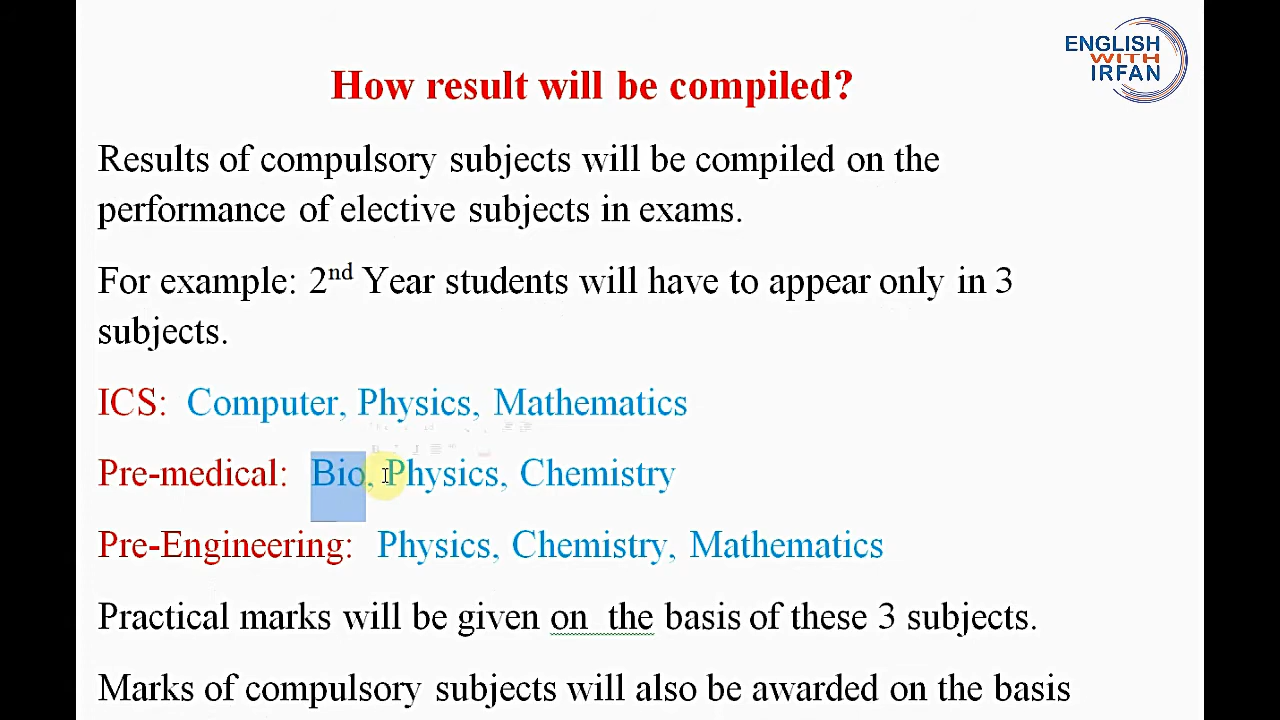 ENGLISH
WITH
IRFAN
How result will be compiled?
Results of compulsory subjects will be compiled on the
performance of elective subjects in exams.
For example: 2nd Year students will have to appear only in 3
subjects.
ICS: Computer, Physics, Mathematics
Pre-medical: Bio, Physics, Chemistry
Pre-Engineering: Physics, Chemistry, Mathematics
Practical marks will be given on the basis of these 3 subjects.
Marks of compulsory subjects will also be awarded on the basis